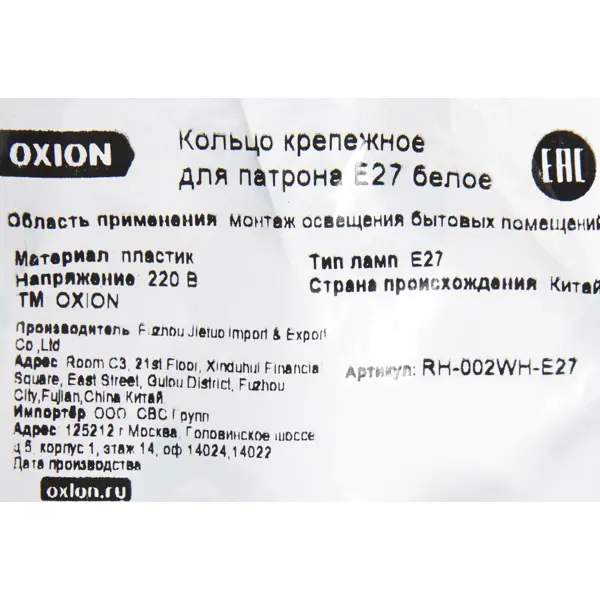 OXION
Кольцо крепежное
для патрона E27 белое
EAC
Область применения монтаж освещения бытовых помещений
Материал пластик
Напряжение 220 В
ТМ OXION
Тип ламп E27
Страна происхождения Китай
Производитель Fuzhou Jietuo Import & Export
Co.,Ltd
Адрес Room C3, 21st Floor, Xinduhui Financial
Square, East Street, Gulou District, Fuzhou
City,Fujian,China Китай
Импортёр ООО СВС Групп
Адрес 125212 г Москва, Головинское шоссе
д 5, корпус 1, этаж 14, оф 14024,14022
Дата производства
Артикул: RH-002WH-E27
oxion.ru